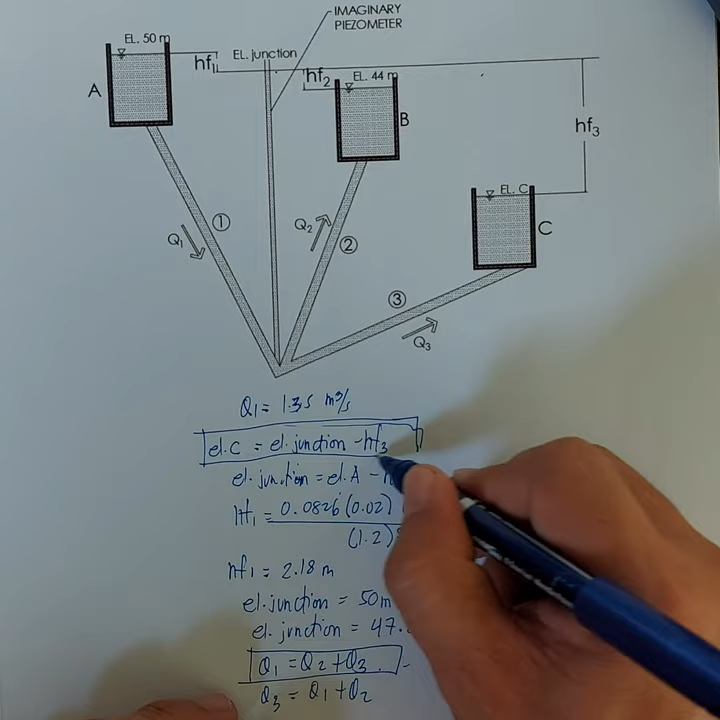 IMAGINARY
PIEZOMETER
EL. 50 m
EL. junction
hf₁
hf₂
EL. 44 m
A
B
hf₃
EL. C
C
①
Q₁
Q₂
②
③
Q₃
Q₁ = 1.35 m³/s
el. C = el. junction - hf₃
el. junction = el. A -
Hf₁ = 0.0826 (0.02)
(1.2)
hf₁ = 2.18 m
el. junction = 50m
el. junction = 47.
Q₁ = Q₂ + Q₃
Q₃ = Q₁ + Q₂